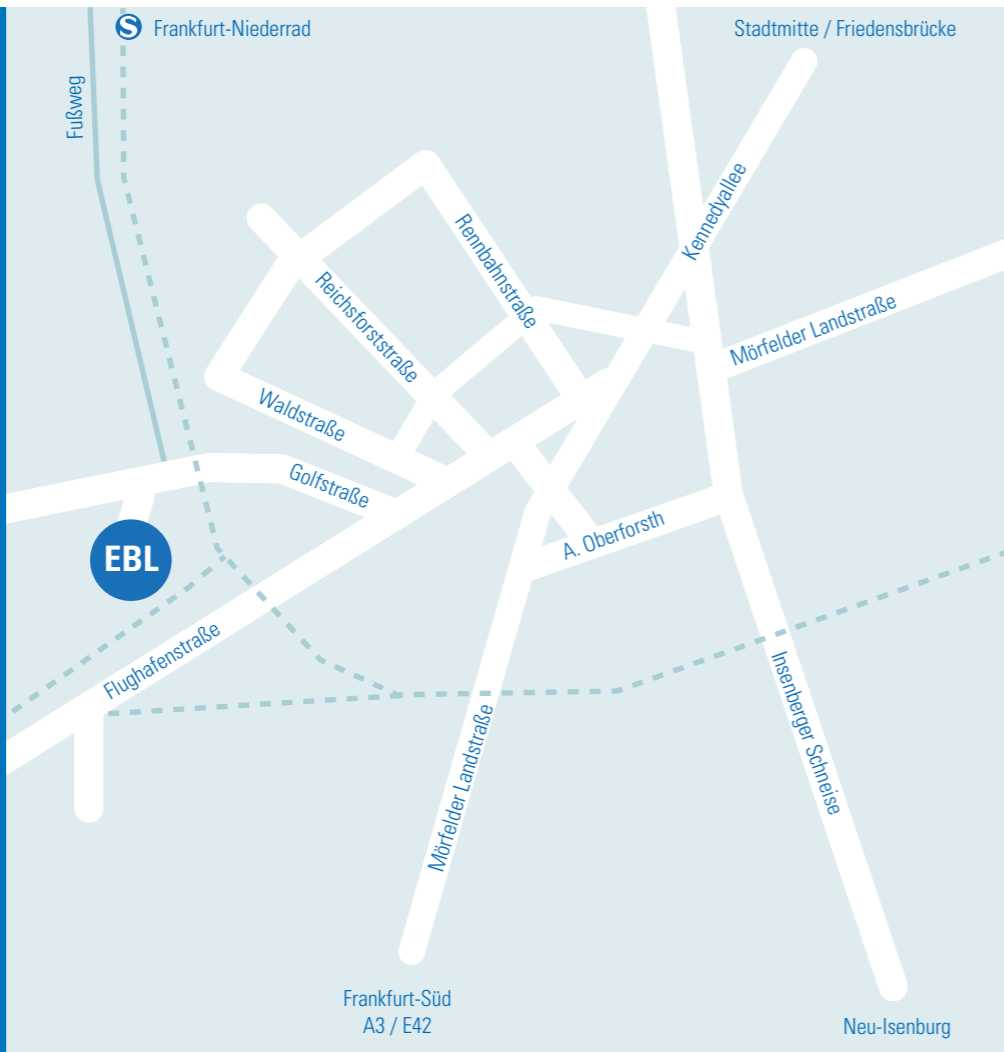 S Frankfurt-Niederrad
Stadtmitte / Friedensbrücke
Fußweg
Kennedyallee
Rennbahnstraße
Reichsforststraße
Mörfelder Landstraße
Waldstraße
Golfstraße
A. Oberforsth
EBL
Flughafenstraße
Insenberger Schneise
Mörfelder Landstraße
Frankfurt-Süd
A3 / E42
Neu-Isenburg